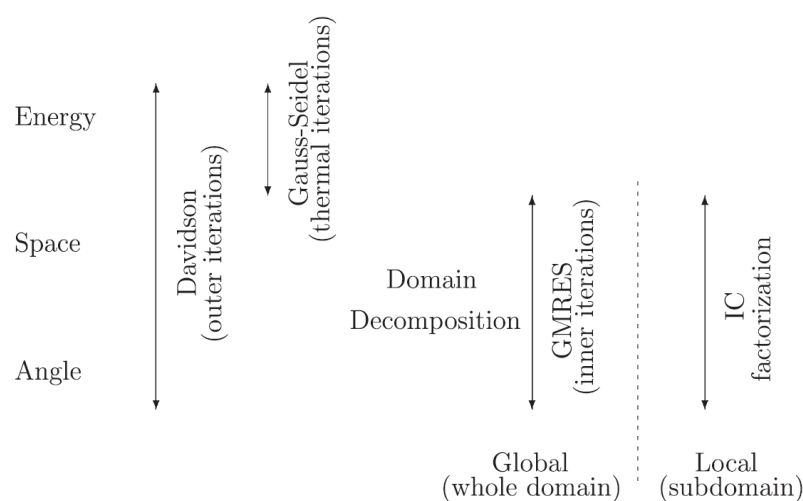 Energy
Space
Angle
Davidson
(outer iterations)
Gauss-Seidel
(thermal iterations)
Domain
Decomposition
GMRES
(inner iterations)
IC
factorization
Global
(whole domain)
Local
(subdomain)